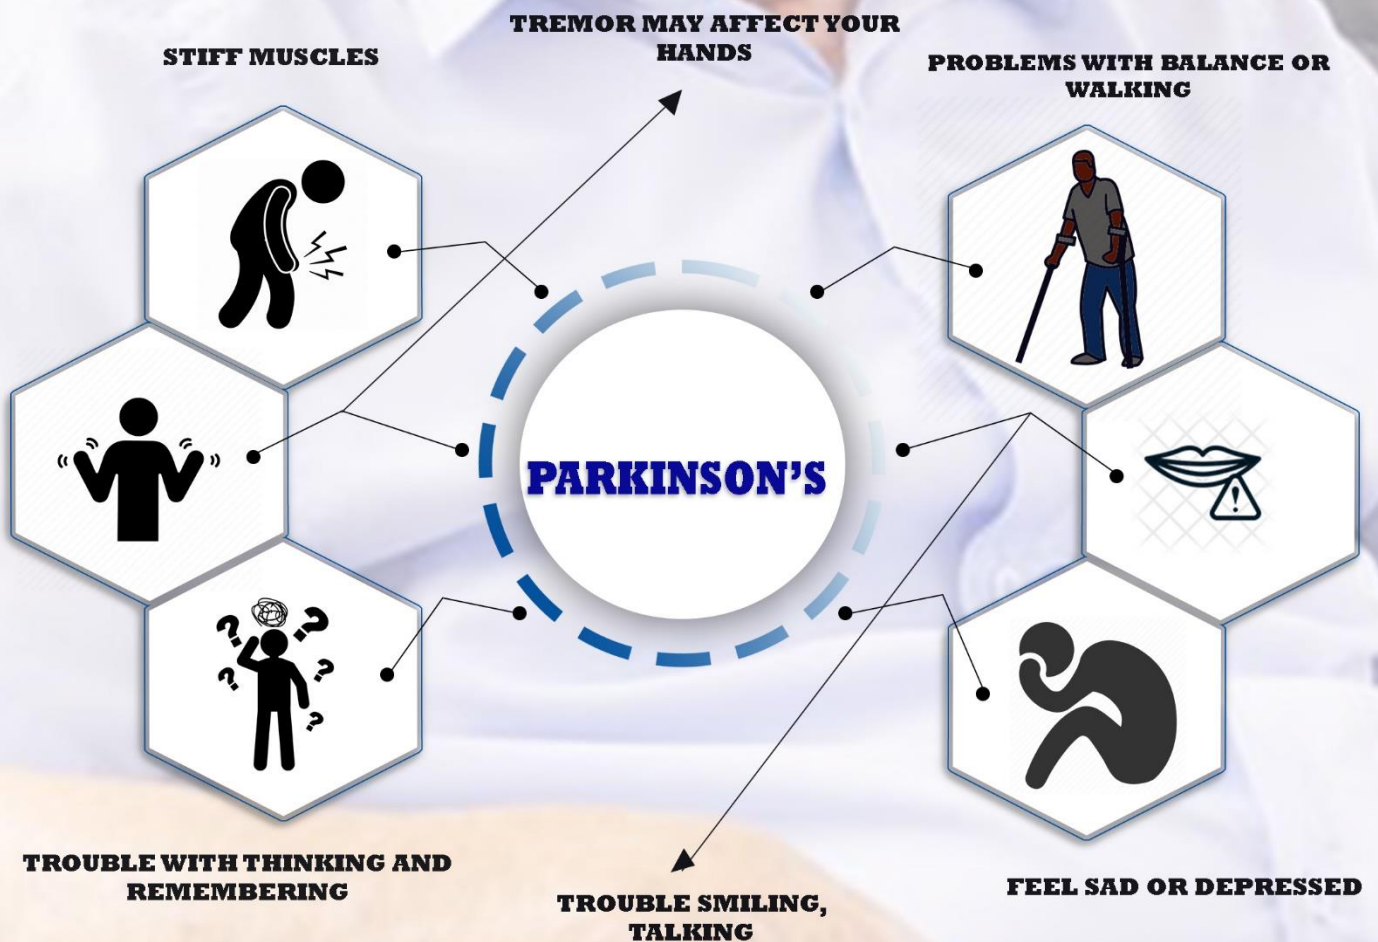 TREMOR MAY AFFECT YOUR
HANDS
STIFF MUSCLES
PROBLEMS WITH BALANCE OR
WALKING
PARKINSON'S
TROUBLE WITH THINKING AND
REMEMBERING
TROUBLE SMILING,
TALKING
FEEL SAD OR DEPRESSED